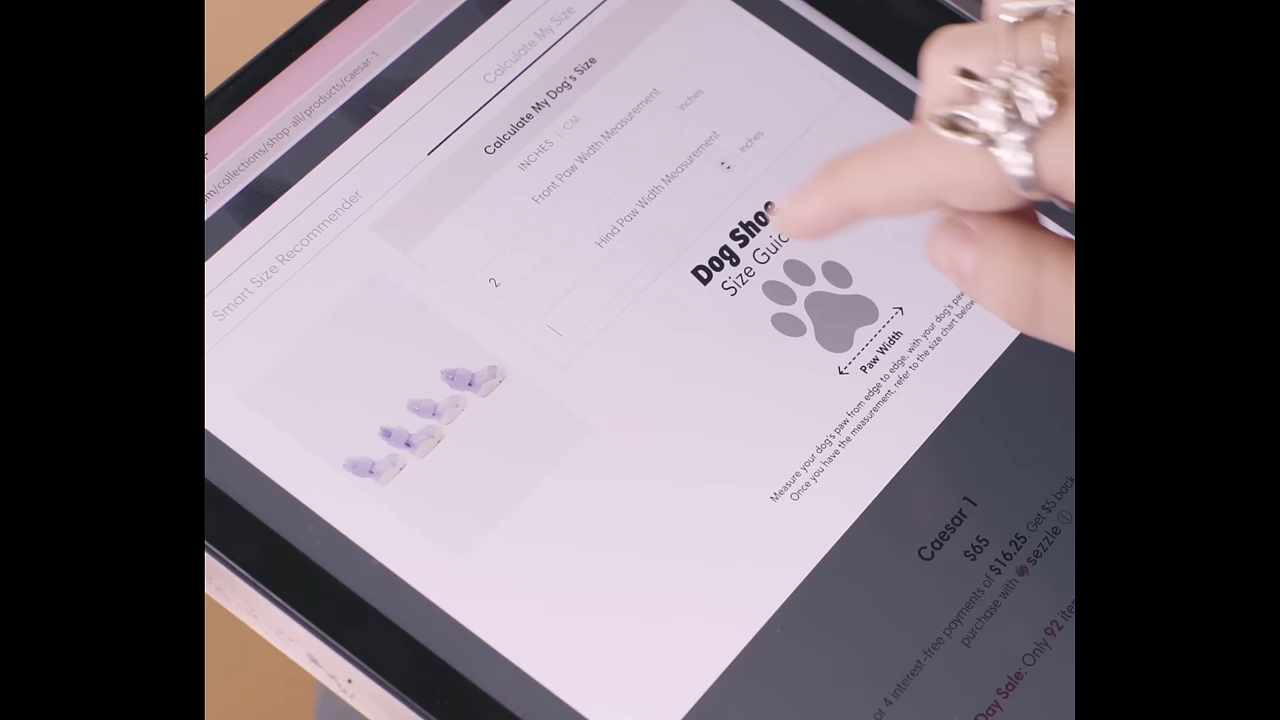 om/collections/shop-all/products/caesar-1
Smart Size Recommender
Calculate My Size
Calculate My Dog's Size
INCHES | CM
Front Paw Width Measurement
2
inches
Hind Paw Width Measurement
inches
Dog Shoe
Size Guid
Paw Width
Measure your dog's paw from edge to edge, with your dog's paw
Once you have the measurement, refer to the size chart below
Caesar 1
$65
or 4 interest-free payments of $16.25. Get $5 back
purchase with sezzle
Day Sale: Only 92 ite